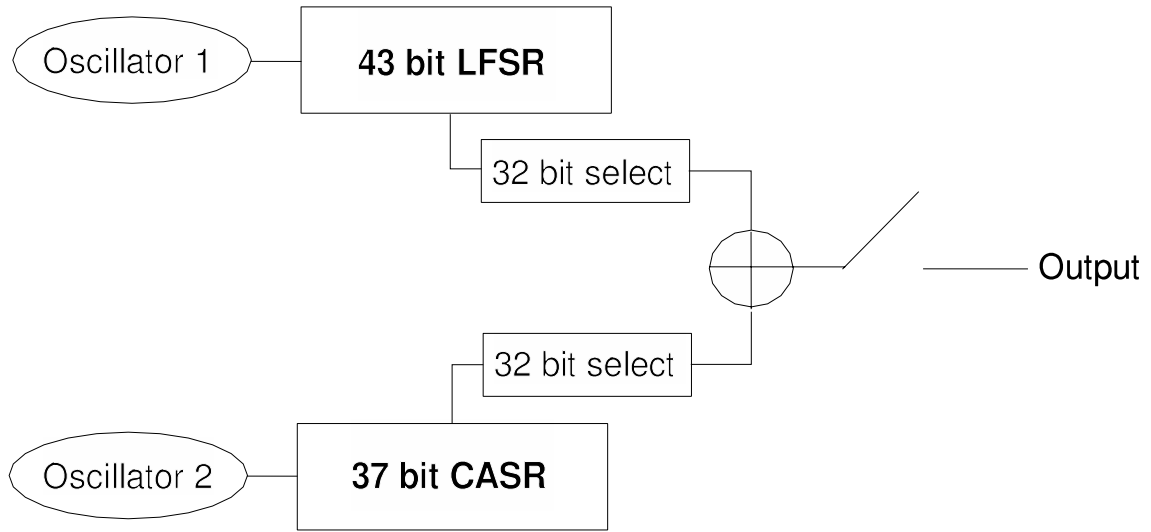 Oscillator 1
43 bit LFSR
32 bit select
Output
32 bit select
Oscillator 2
37 bit CASR